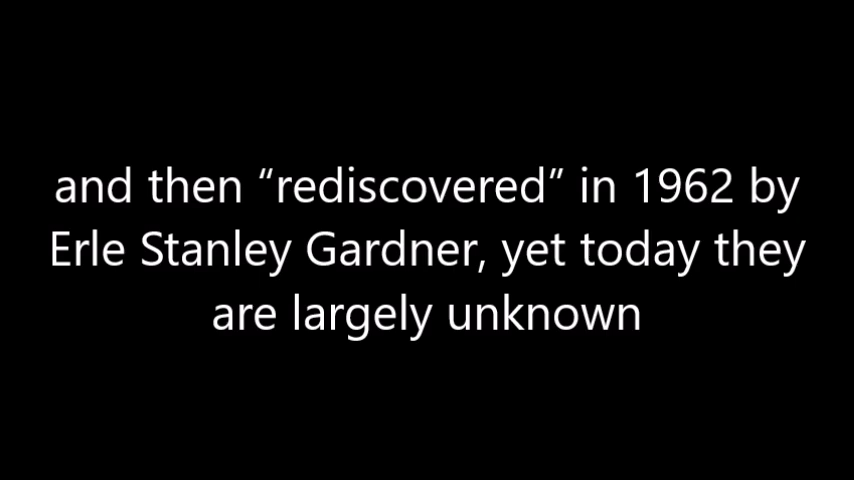 and then “rediscovered” in 1962 by
Erle Stanley Gardner, yet today they
are largely unknown